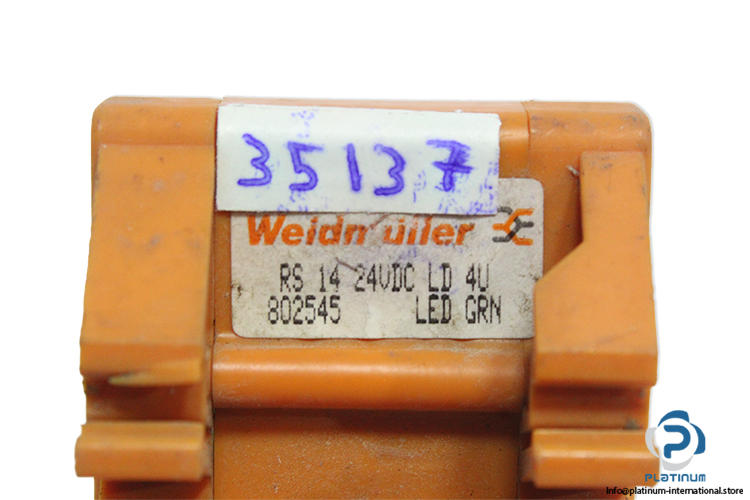 35137
Weidmüller
RS 14 24VDC LD 4U
802545 LED GRN
PLATINUM
Info@platinum-international.store